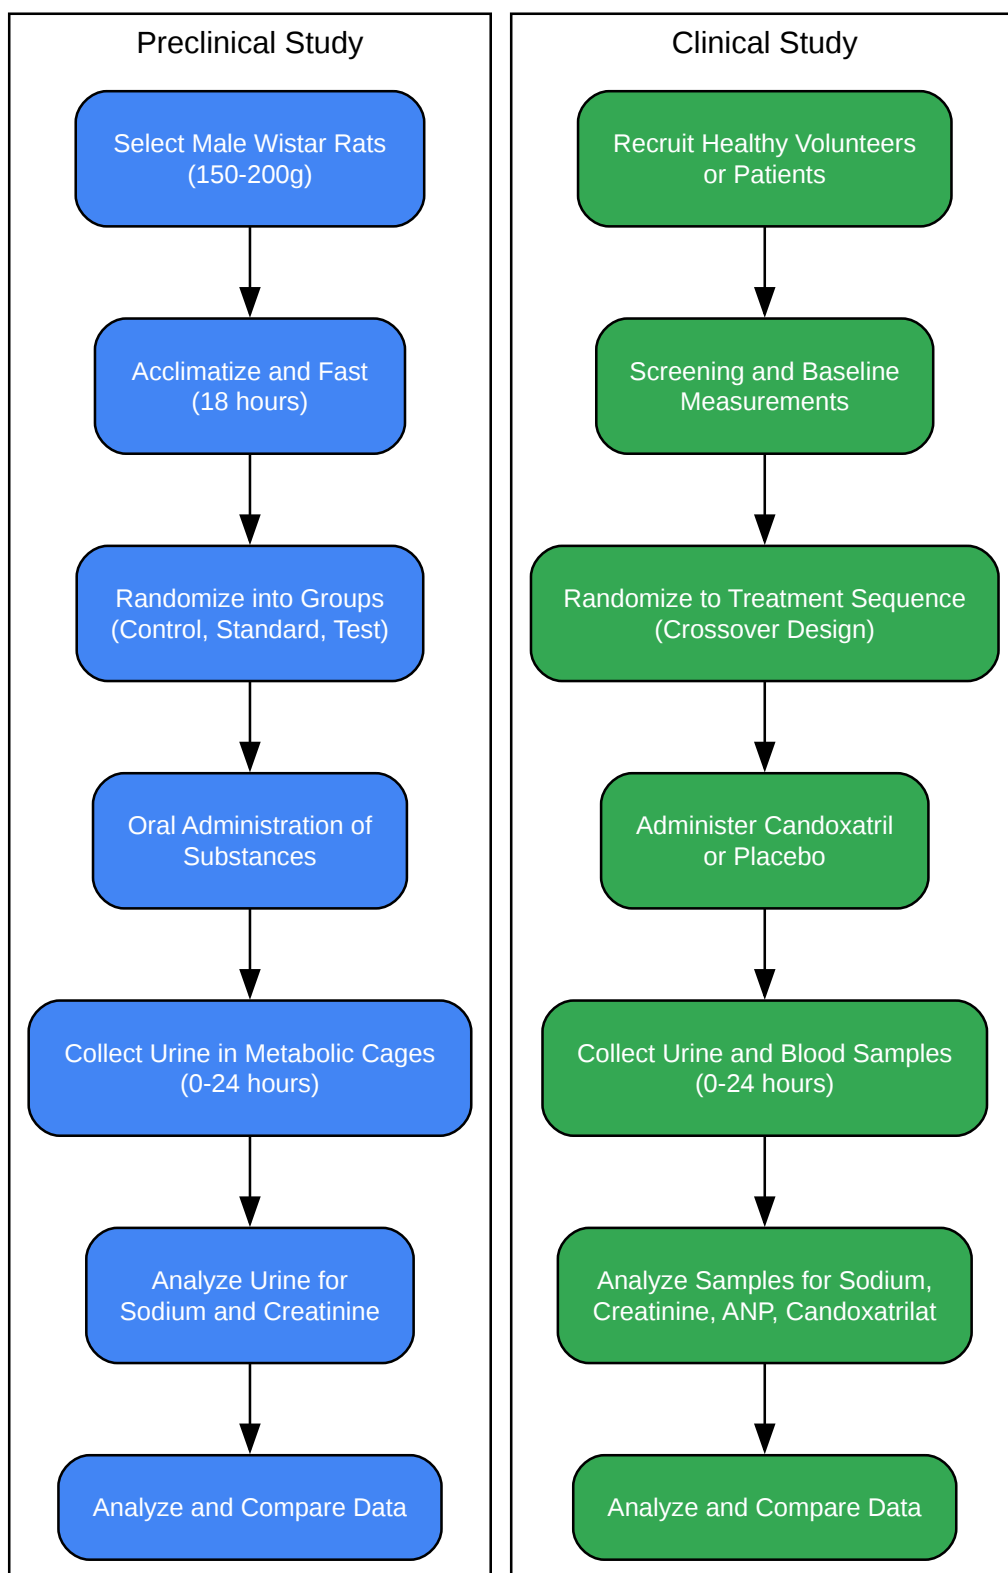 Preclinical Study
Select Male Wistar Rats
(150-200g)
Acclimatize and Fast
(18 hours)
Randomize into Groups
(Control, Standard, Test)
Oral Administration of
Substances
Collect Urine in Metabolic Cages
(0-24 hours)
Analyze Urine for
Sodium and Creatinine
Analyze and Compare Data
Clinical Study
Recruit Healthy Volunteers
or Patients
Screening and Baseline
Measurements
Randomize to Treatment Sequence
(Crossover Design)
Administer Candoxatril
or Placebo
Collect Urine and Blood Samples
(0-24 hours)
Analyze Samples for Sodium,
Creatinine, ANP, Candoxatrilat
Analyze and Compare Data